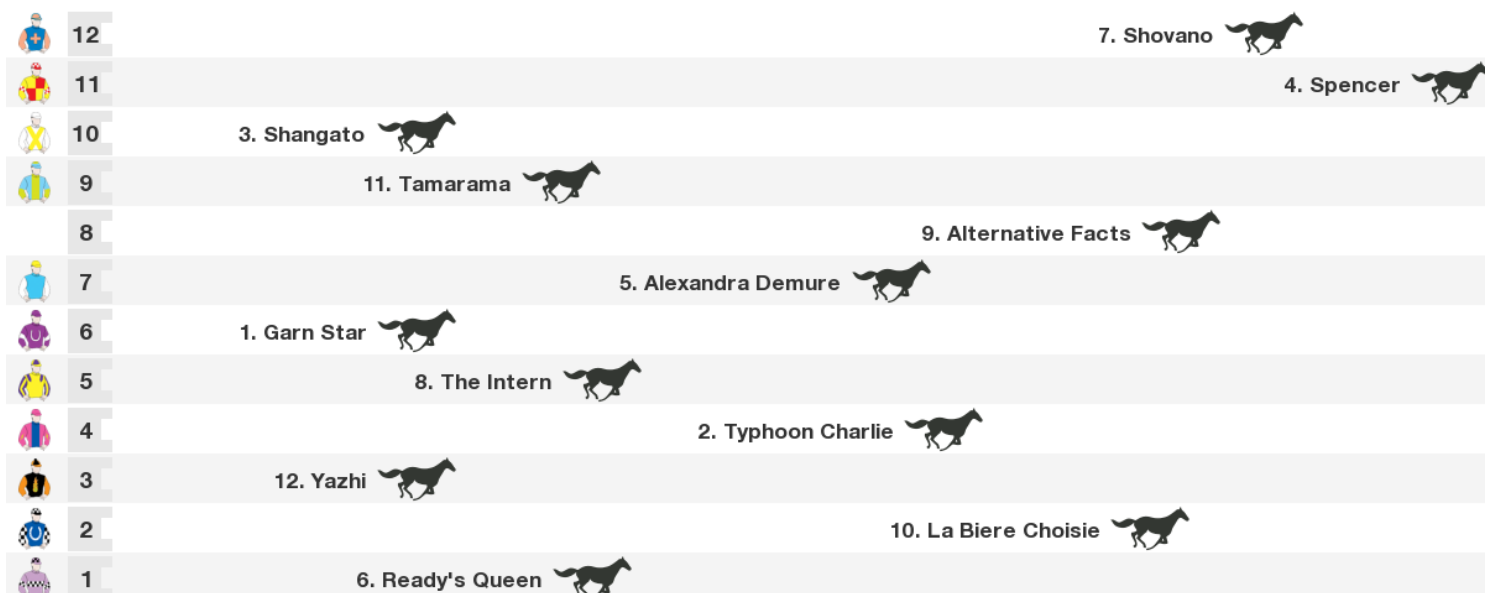 12 7. Shovano
11 4. Spencer
10 3. Shangato
9 11. Tamarama
8 9. Alternative Facts
7 5. Alexandra Demure
6 1. Garn Star
5 8. The Intern
4 2. Typhoon Charlie
3 12. Yazhi
2 10. La Biere Choisie
1 6. Ready's Queen